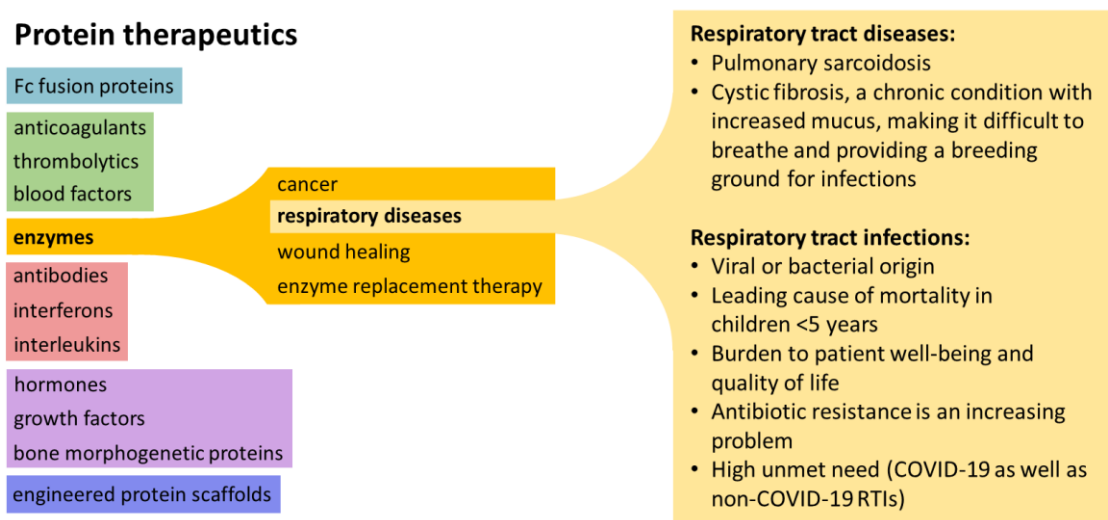 Protein therapeutics
Fc fusion proteins
anticoagulants
thrombolytics
blood factors
enzymes
antibodies
interferons
interleukins
hormones
growth factors
bone morphogenetic proteins
engineered protein scaffolds
cancer
respiratory diseases
wound healing
enzyme replacement therapy
Respiratory tract diseases:
• Pulmonary sarcoidosis
• Cystic fibrosis, a chronic condition with
increased mucus, making it difficult to
breathe and providing a breeding
ground for infections
Respiratory tract infections:
• Viral or bacterial origin
• Leading cause of mortality in
children <5 years
• Burden to patient well-being and
quality of life
• Antibiotic resistance is an increasing
problem
• High unmet need (COVID-19 as well as
non-COVID-19 RTIs)